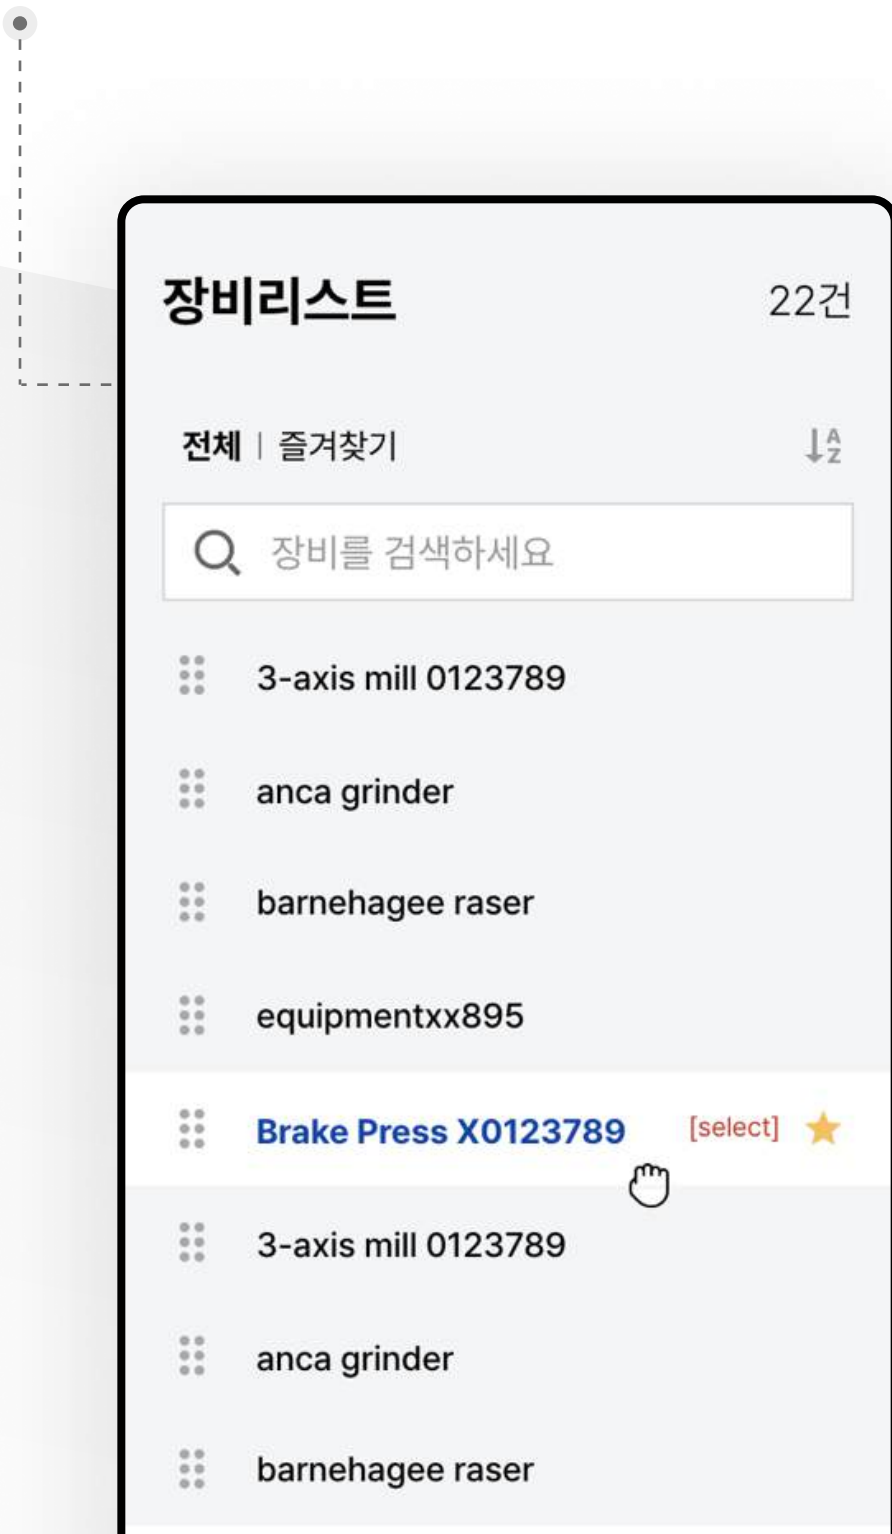 장비리스트 22건
전체 | 즐겨찾기
장비를 검색하세요
3-axis mill 0123789
anca grinder
barnehagee raser
equipmentxx895
Brake Press X0123789 [select]
3-axis mill 0123789
anca grinder
barnehagee raser